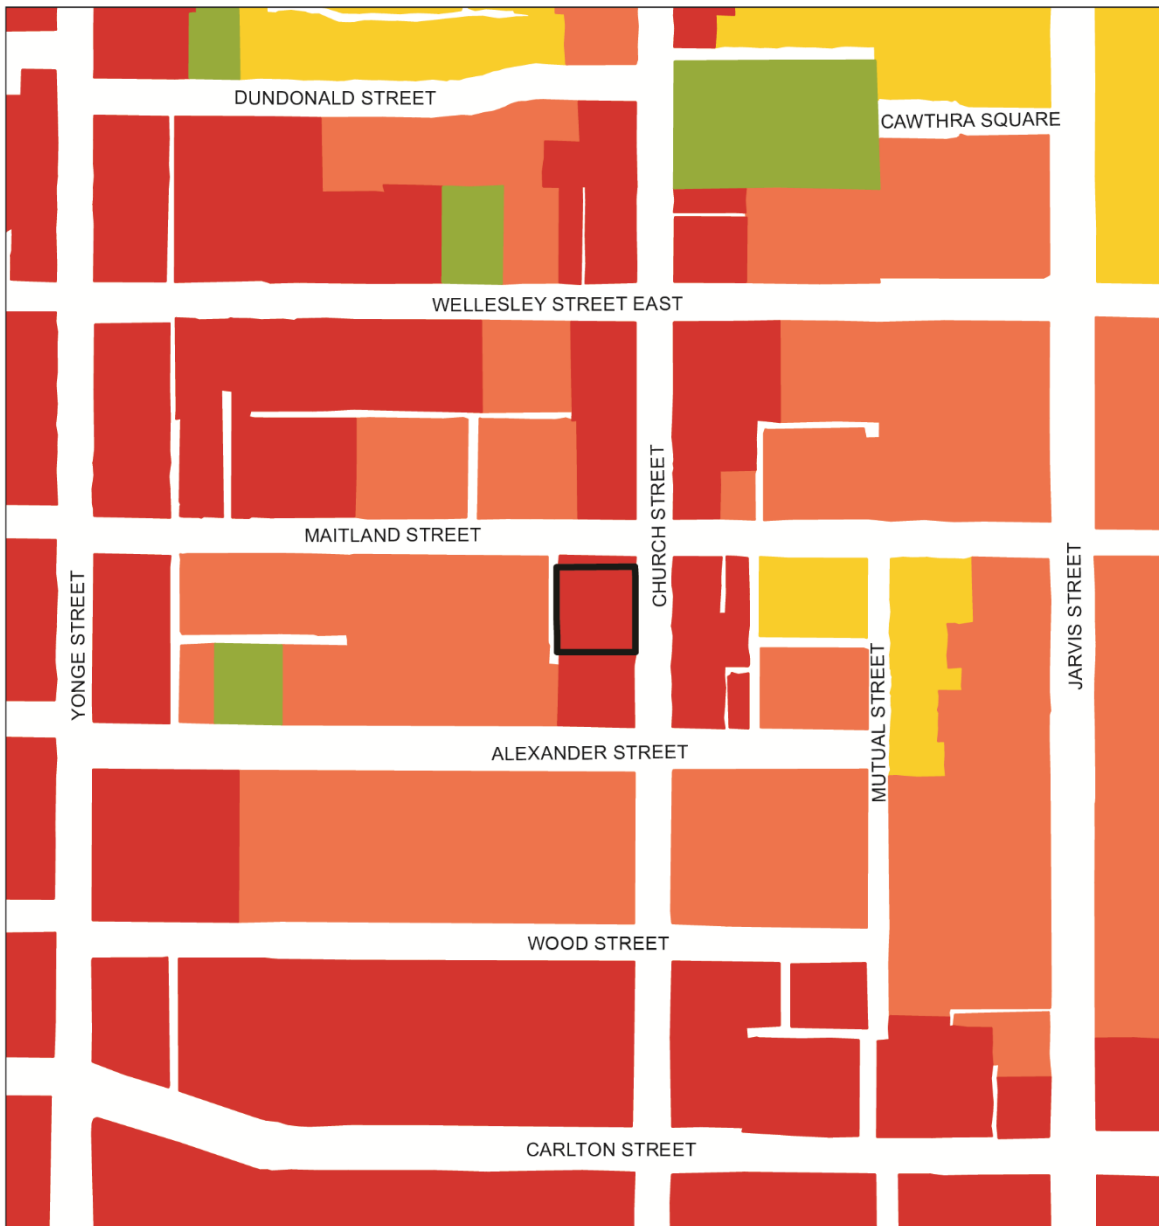 DUNDONALD STREET
CAWTHRA SQUARE
WELLESLEY STREET EAST
CHURCH STREET
MAITLAND STREET
YONGE STREET
JARVIS STREET
MUTUAL STREET
ALEXANDER STREET
WOOD STREET
CARLTON STREET